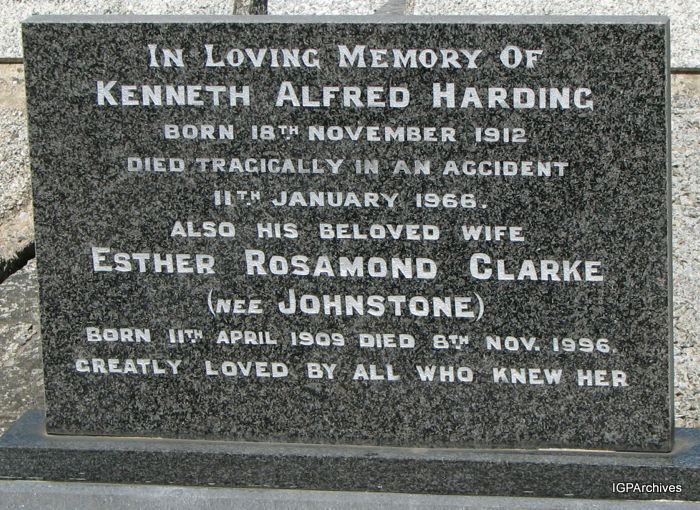 IN LOVING MEMORY OF
KENNETH ALFRED HARDING
BORN 18TH NOVEMBER 1912
DIED TRAGICALLY IN AN ACCIDENT
11TH JANUARY 1966.
ALSO HIS BELOVED WIFE
ESTHER ROSAMOND CLARKE
(NEE JOHNSTONE)
BORN 11TH APRIL 1909 DIED 8TH NOV. 1996.
GREATLY LOVED BY ALL WHO KNEW HER
IGPArchives